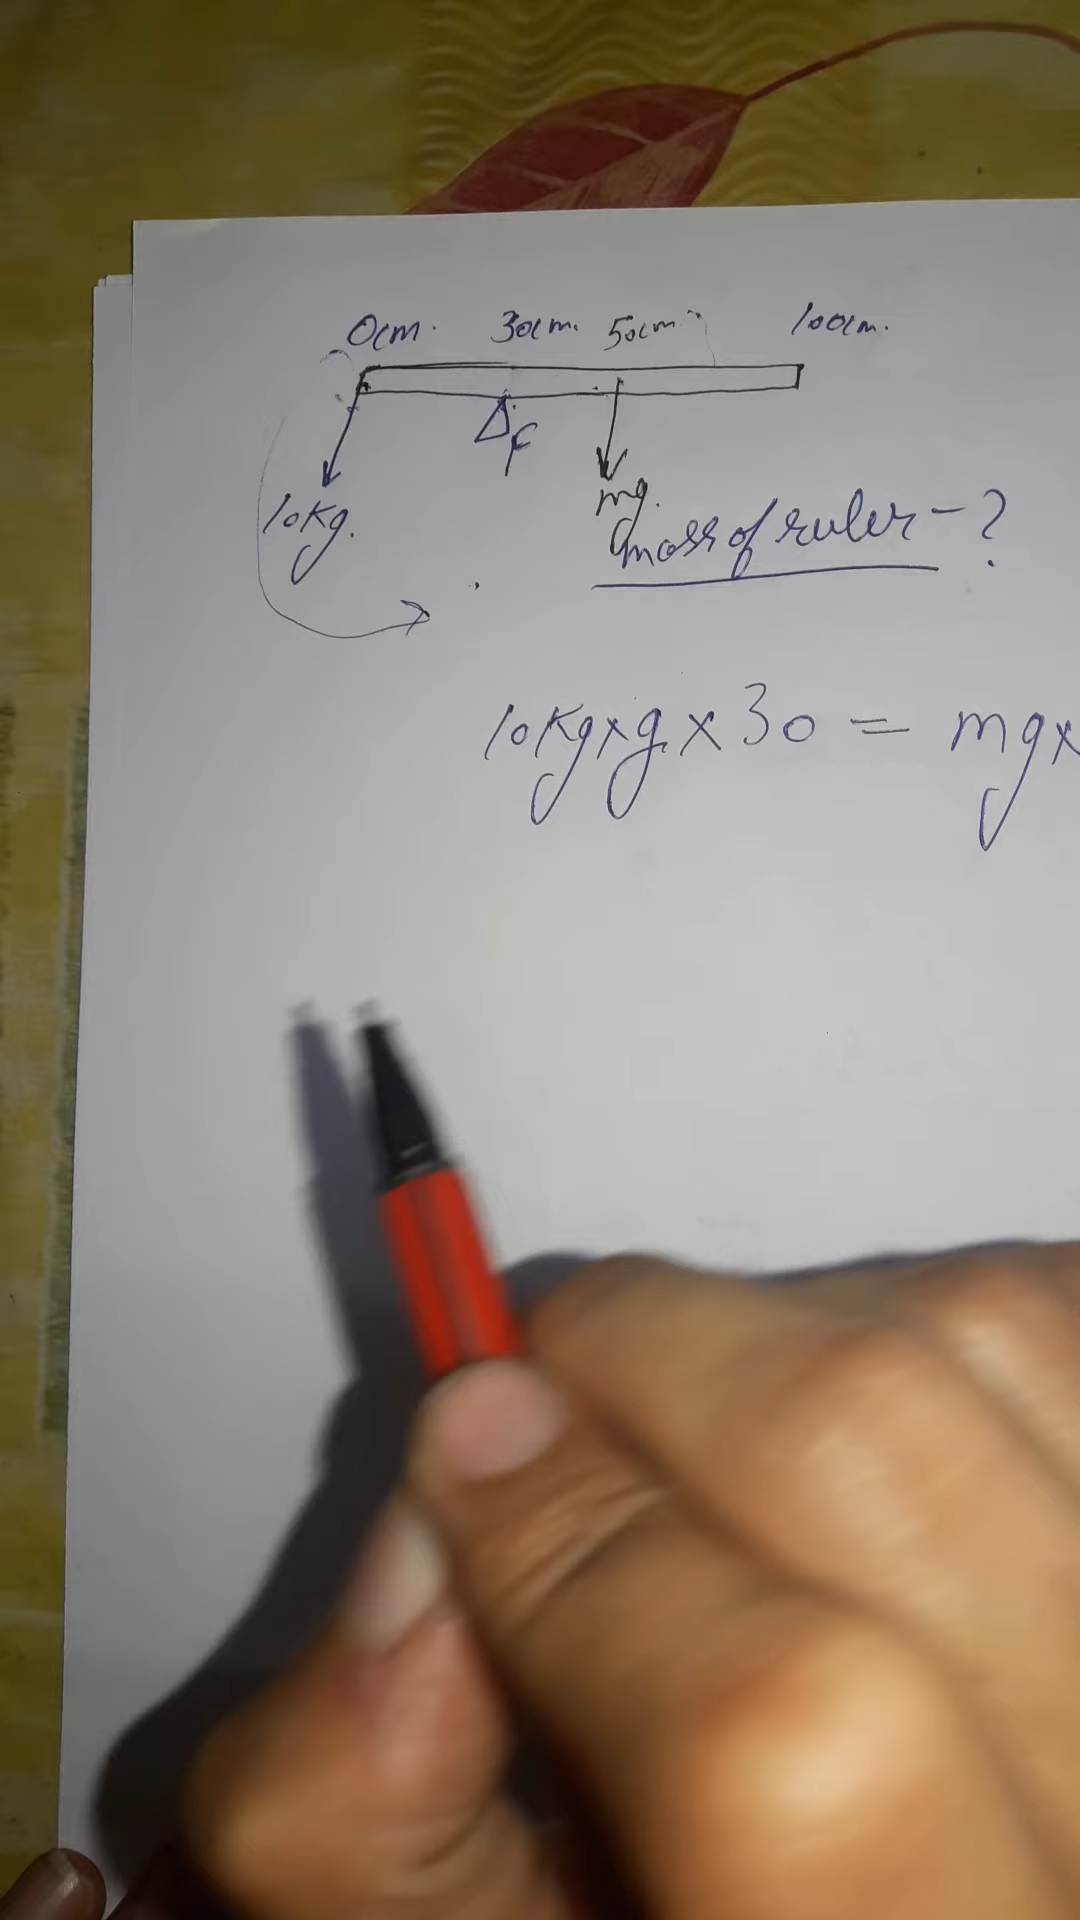 0cm. 30cm. 50cm 100cm.
F
10kg. mg.
mass of ruler - ?
10kg x g x 30 = mg x